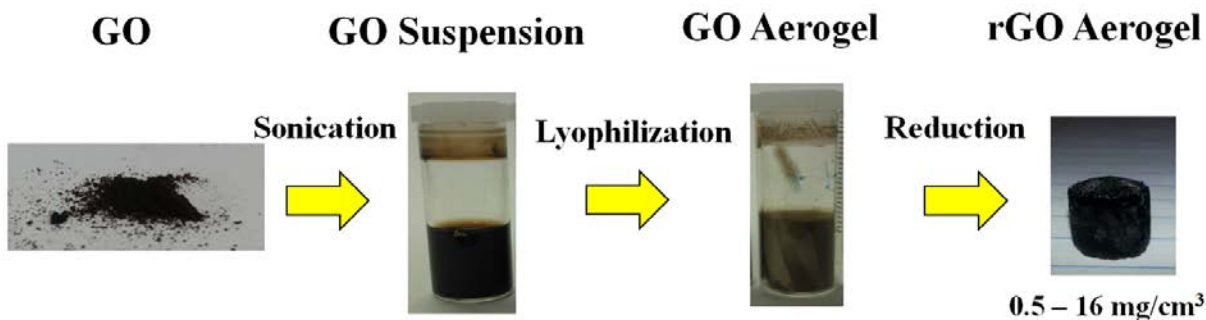 GO
GO Suspension
GO Aerogel
rGO Aerogel
Sonication
Lyophilization
Reduction
0.5 – 16 mg/cm³